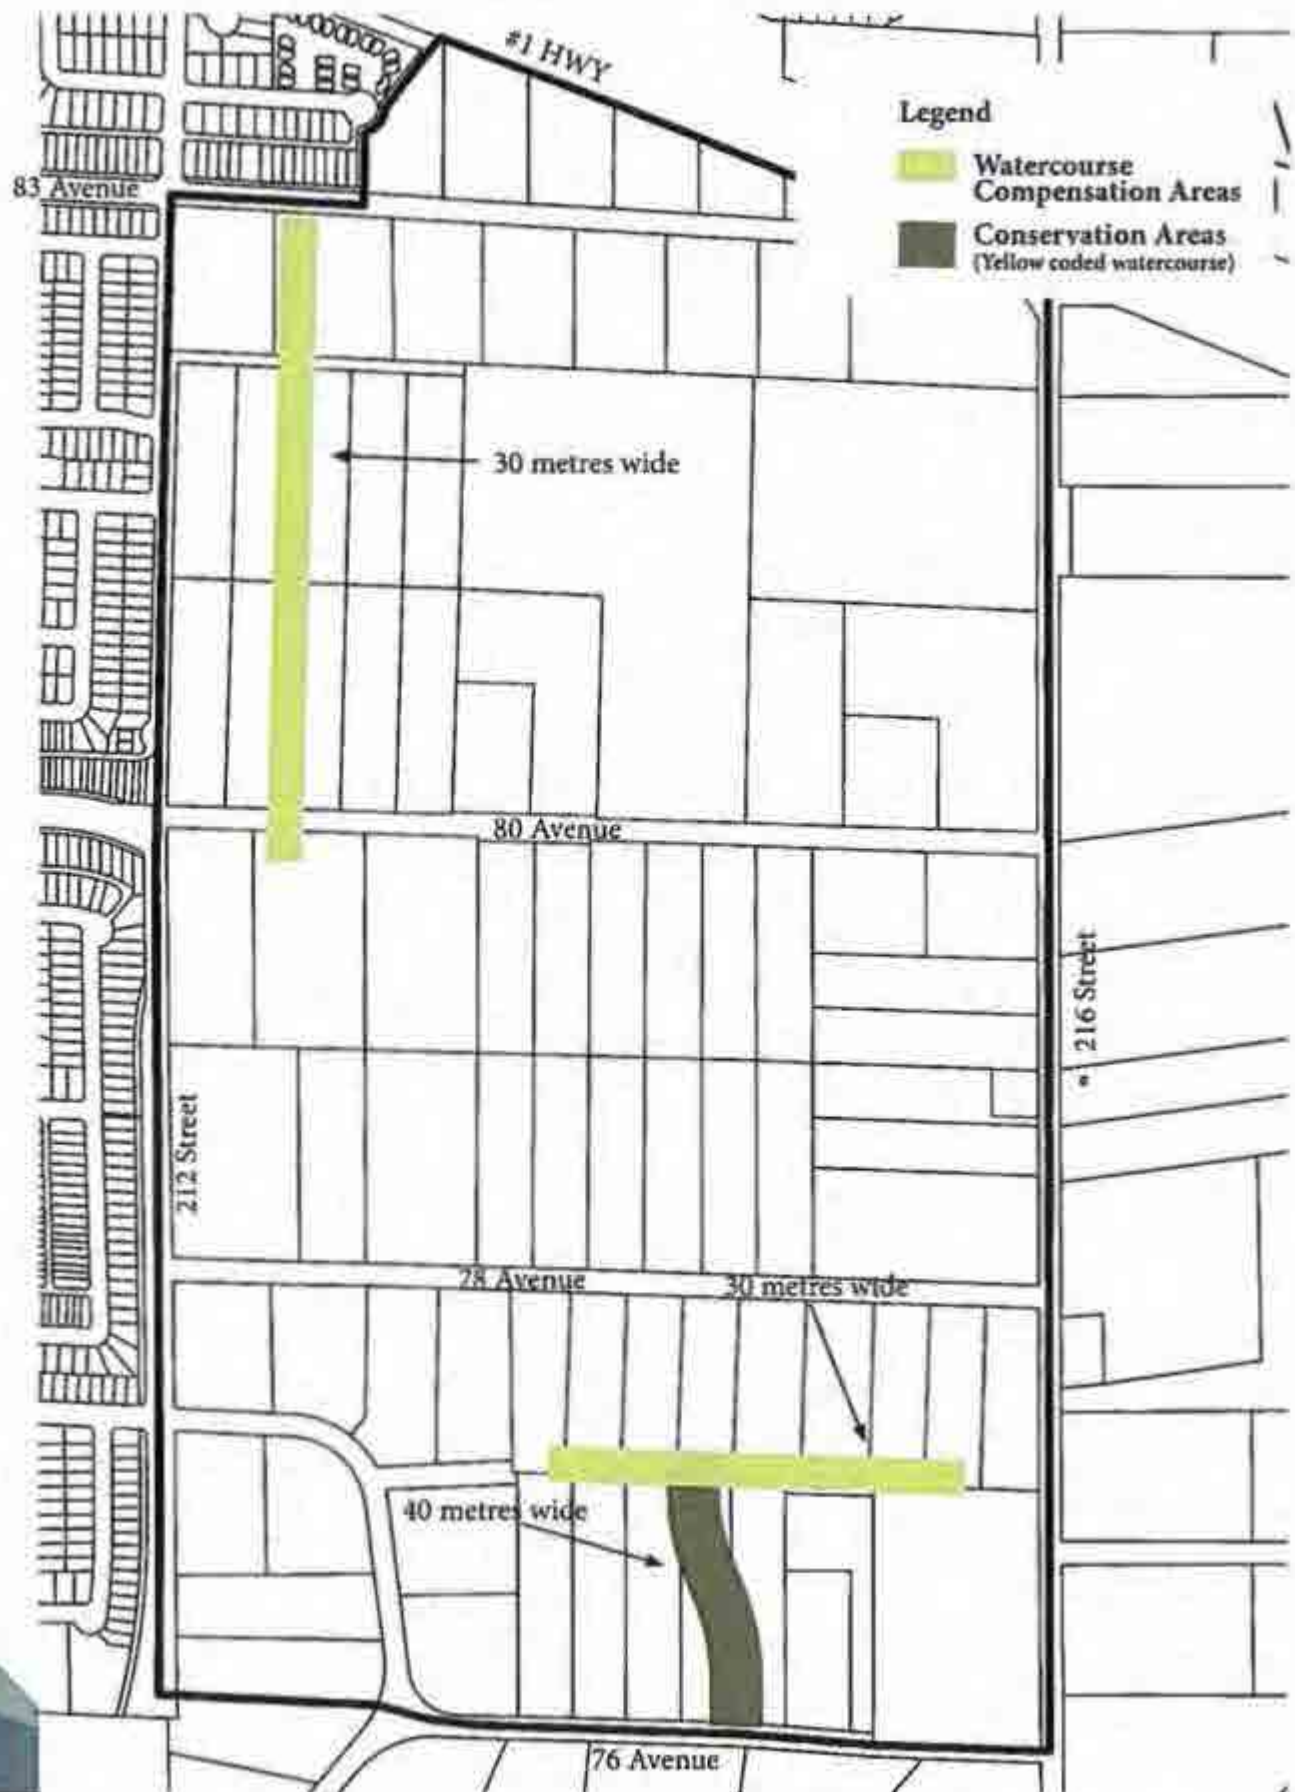 #1 HWY
Legend
Watercourse
Compensation Areas
83 Avenue
Conservation Areas
(Yellow coded watercourse)
30 metres wide
80 Avenue
216 Street
212 Street
78 Avenue
30 metres wide
40 metres wide
76 Avenue